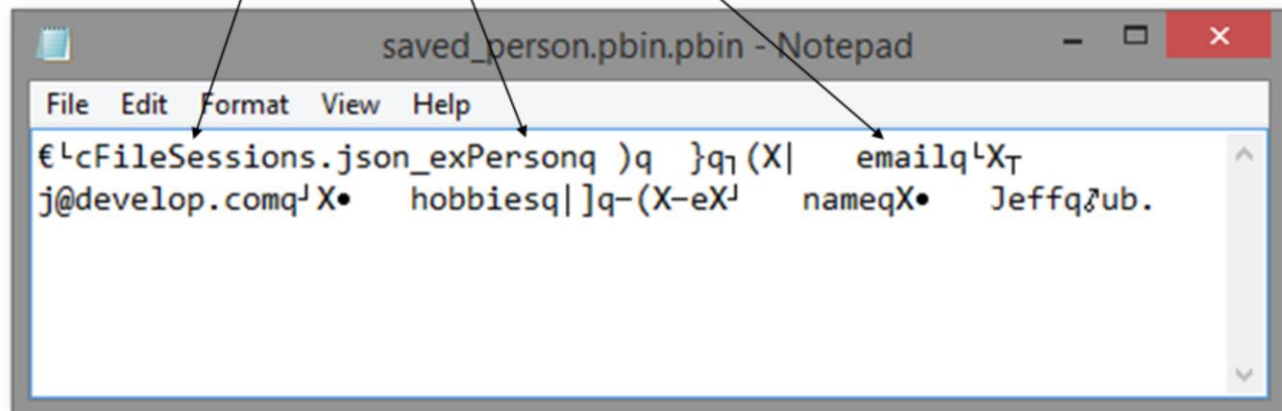 saved_person.pbin.pbin - Notepad
File Edit Format View Help
€└cFileSessions.json_exPersonq )q }q┐(X| emailq└X┬
j@develop.comq┘X• hobbiesq|]q─(X─eX┘ nameqX• Jeffq⚦ub.